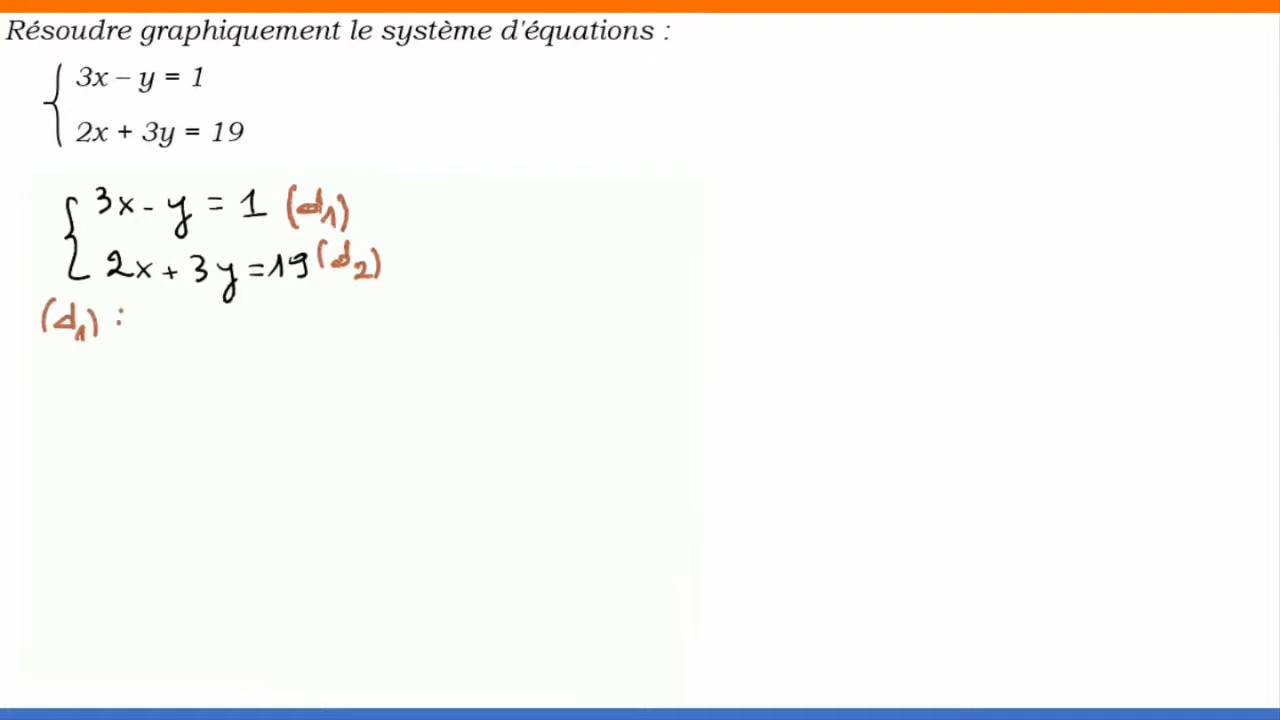 Résoudre graphiquement le système d'équations :
3x – y = 1
2x + 3y = 19
3x - y = 1 (d1)
2x + 3y = 19 (d2)
(d1) :